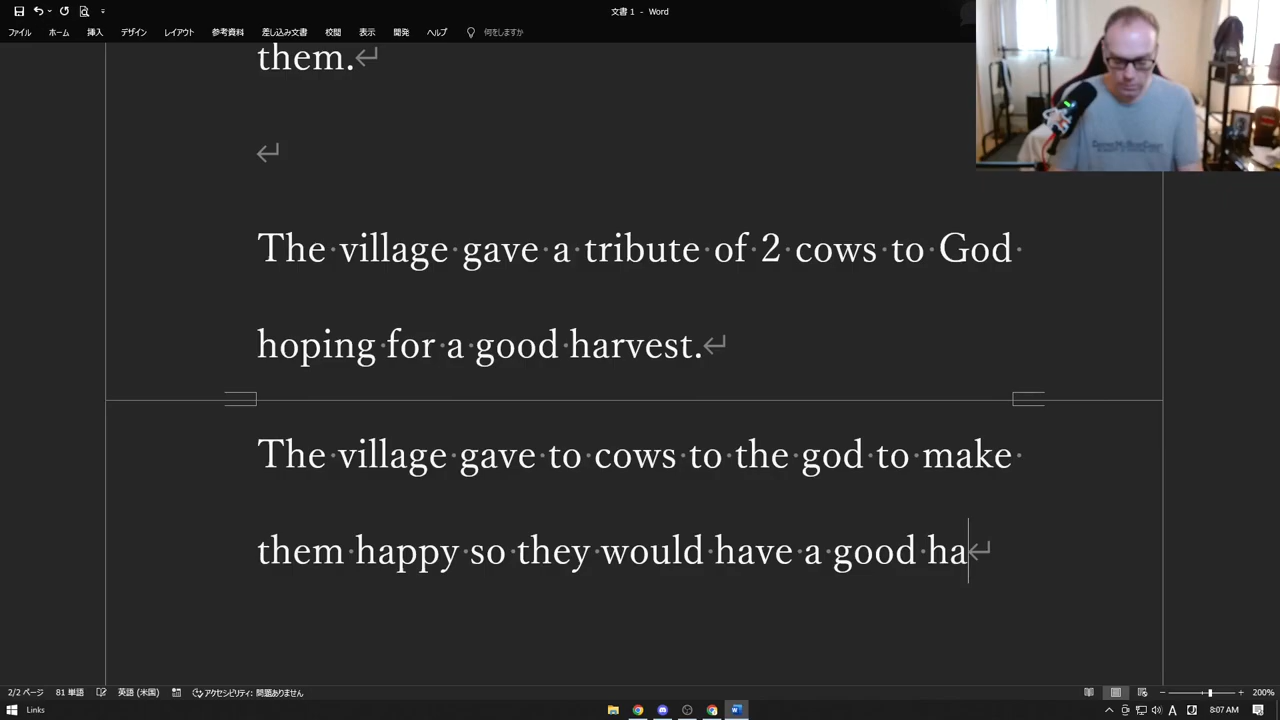 文書 1 - Word
ファイル ホーム 挿入 デザイン レイアウト 参考資料 差し込み文書 校閲 表示 開発 ヘルプ 何をしますか
them.
The village gave a tribute of 2 cows to God
hoping for a good harvest.
The village gave to cows to the god to make
them happy so they would have a good ha
2/2 ページ 81 単語 英語 (米国) アクセシビリティ: 問題ありません 200%
Links A 8:07 AM